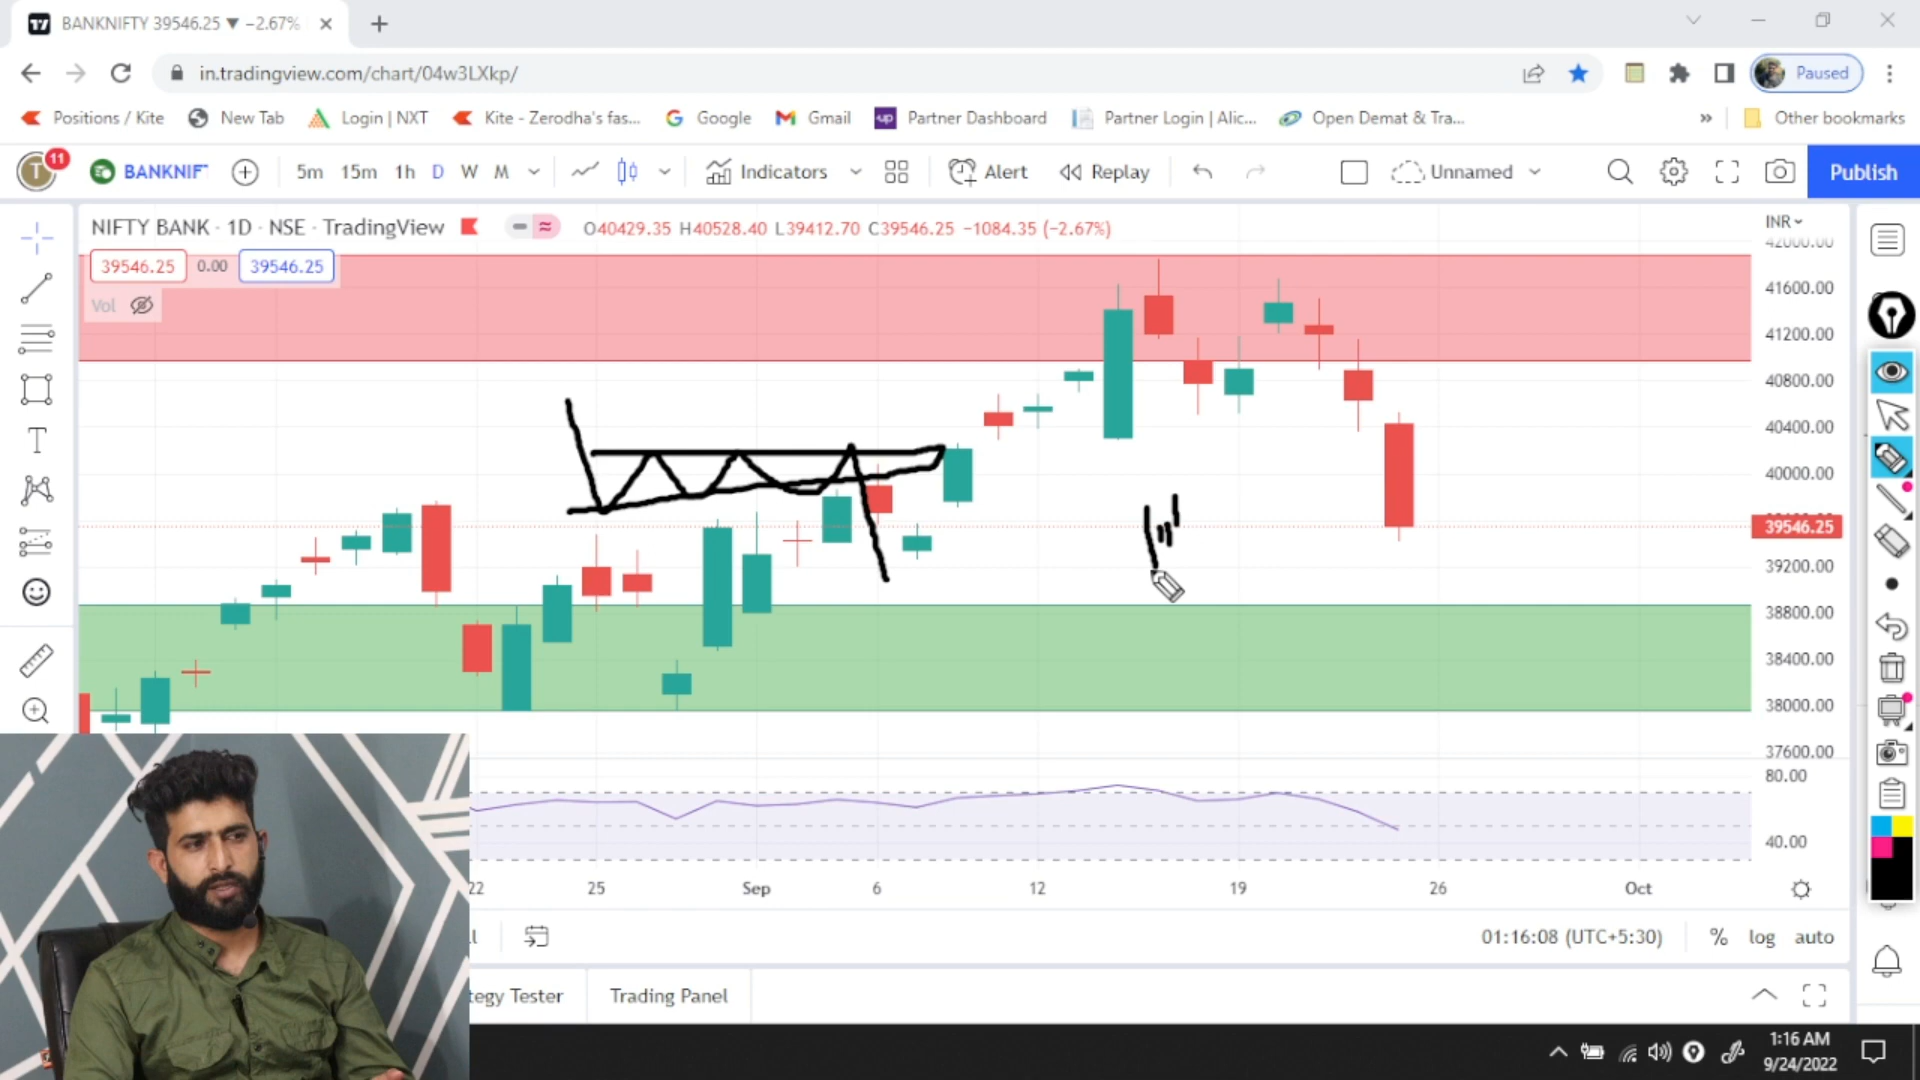 BANKNIFTY 39546.25 ▼ −2.67%
in.tradingview.com/chart/04w3LXkp/
Paused
Positions / Kite
New Tab
Login | NXT
Kite - Zerodha's fas...
Google
Gmail
up
Partner Dashboard
Partner Login | Alic...
Open Demat & Tra...
»
Other bookmarks
T
11
BANKNIF
5m
15m
1h
D
W
M
Indicators
Alert
Replay
Unnamed
Publish
NIFTY BANK · 1D · NSE · TradingView
O40429.35 H40528.40 L39412.70 C39546.25 −1084.35 (−2.67%)
INR
39546.25
0.00
39546.25
Vol
42000.00
41600.00
41200.00
40800.00
40400.00
40000.00
39546.25
39200.00
38800.00
38400.00
38000.00
37600.00
80.00
40.00
22
25
Sep
6
12
19
26
Oct
01:16:08 (UTC+5:30)
%
log
auto
tegy Tester
Trading Panel
1:16 AM
9/24/2022